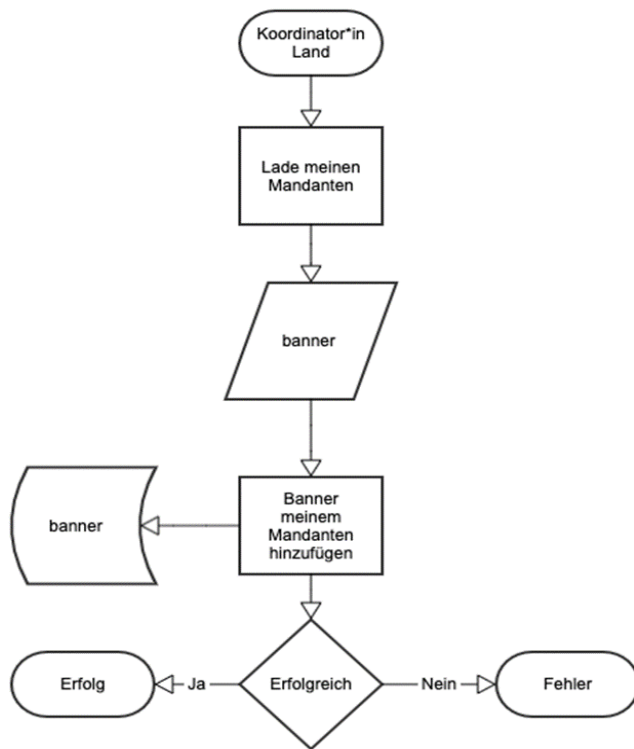 Koordinator*in
Land
Lade meinen
Mandanten
banner
banner
Banner
meinem
Mandanten
hinzufügen
Erfolg
Ja
Erfolgreich
Nein
Fehler